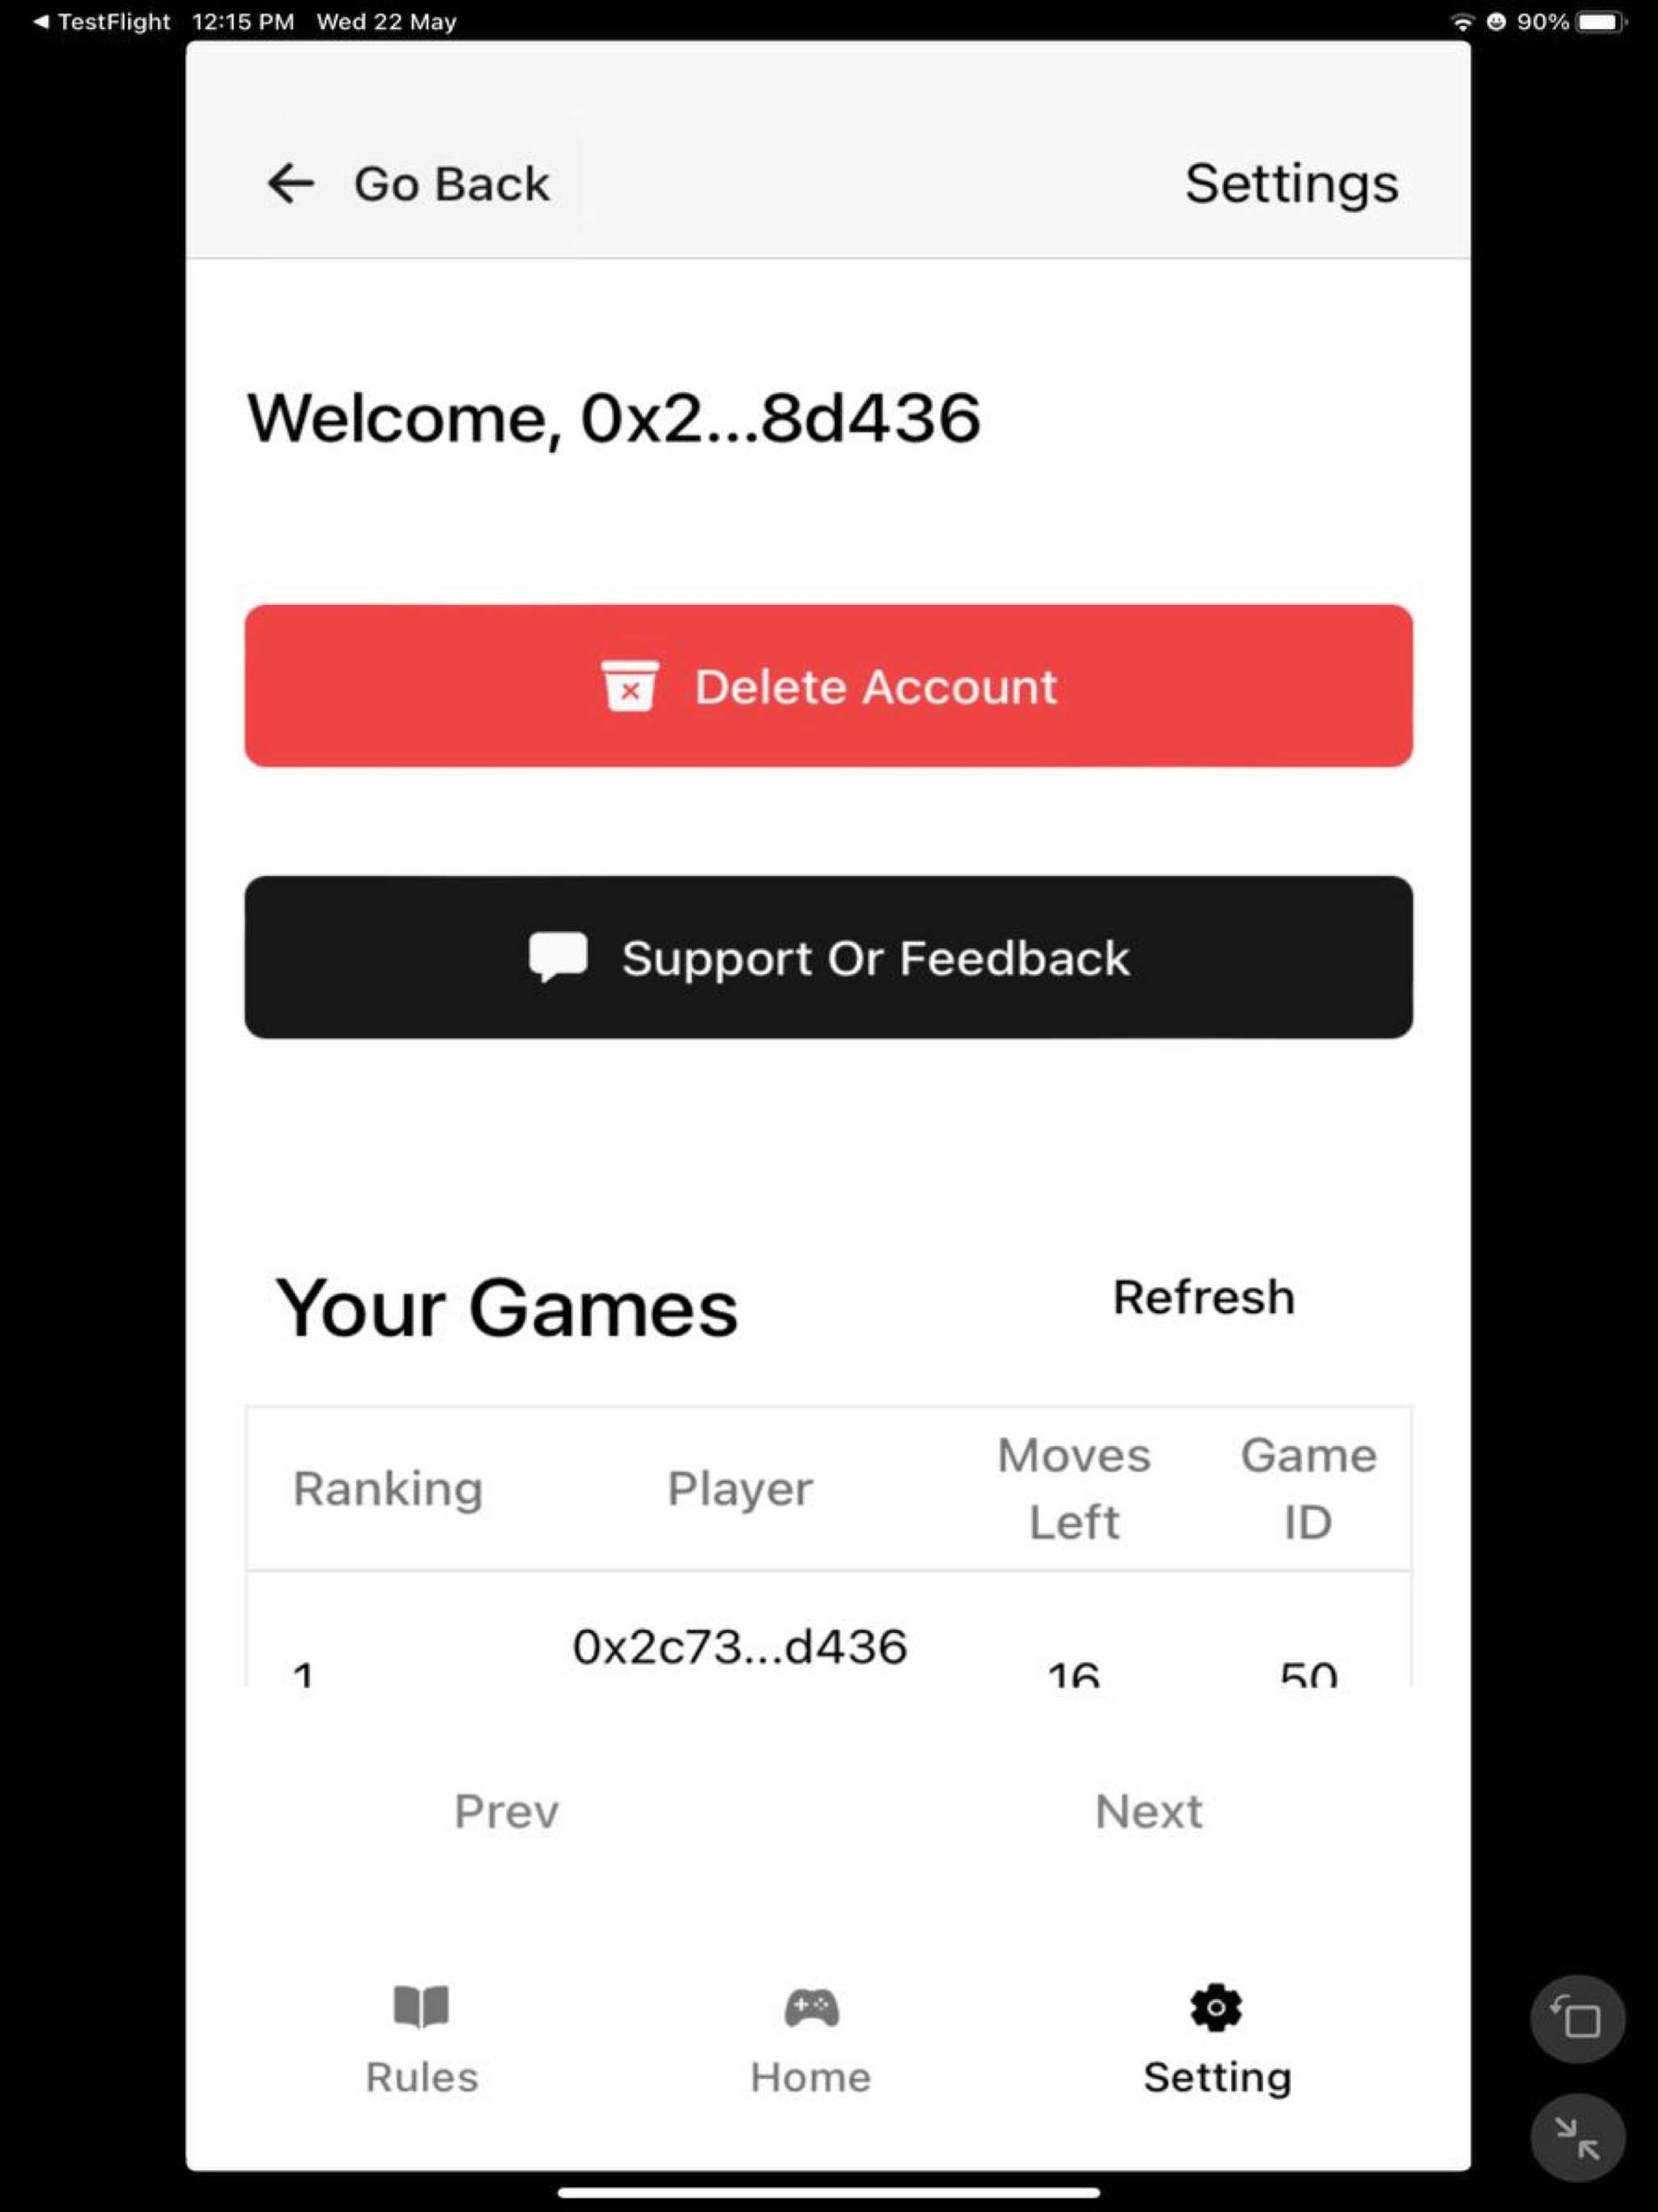 ◀ TestFlight 12:15 PM Wed 22 May 90%
← Go Back Settings
Welcome, 0x2...8d436
Delete Account
Support Or Feedback
Your Games Refresh
Ranking Player Moves Left Game ID
1 0x2c73...d436 16 50
Prev Next
Rules Home Setting